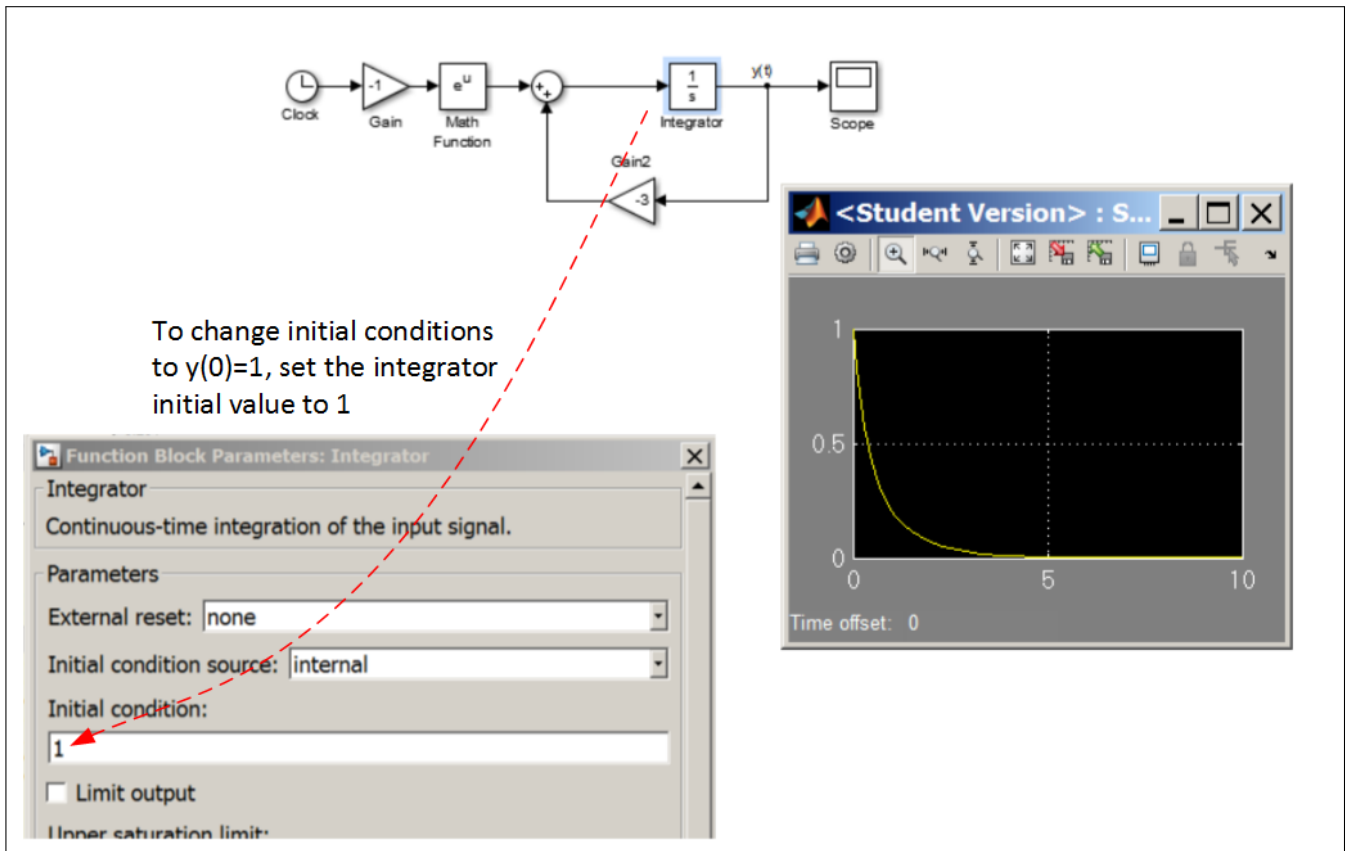 -1
e^u
+
+
1
s
y(t)
Clock
Gain
Math
Function
Integrator
Scope
Gain2
-3
<Student Version> : S...
To change initial conditions
to y(0)=1, set the integrator
initial value to 1
1
0.5
0
0
5
10
Time offset: 0
Function Block Parameters: Integrator
Integrator
Continuous-time integration of the input signal.
Parameters
External reset: none
Initial condition source: internal
Initial condition:
1
Limit output
Upper saturation limit: